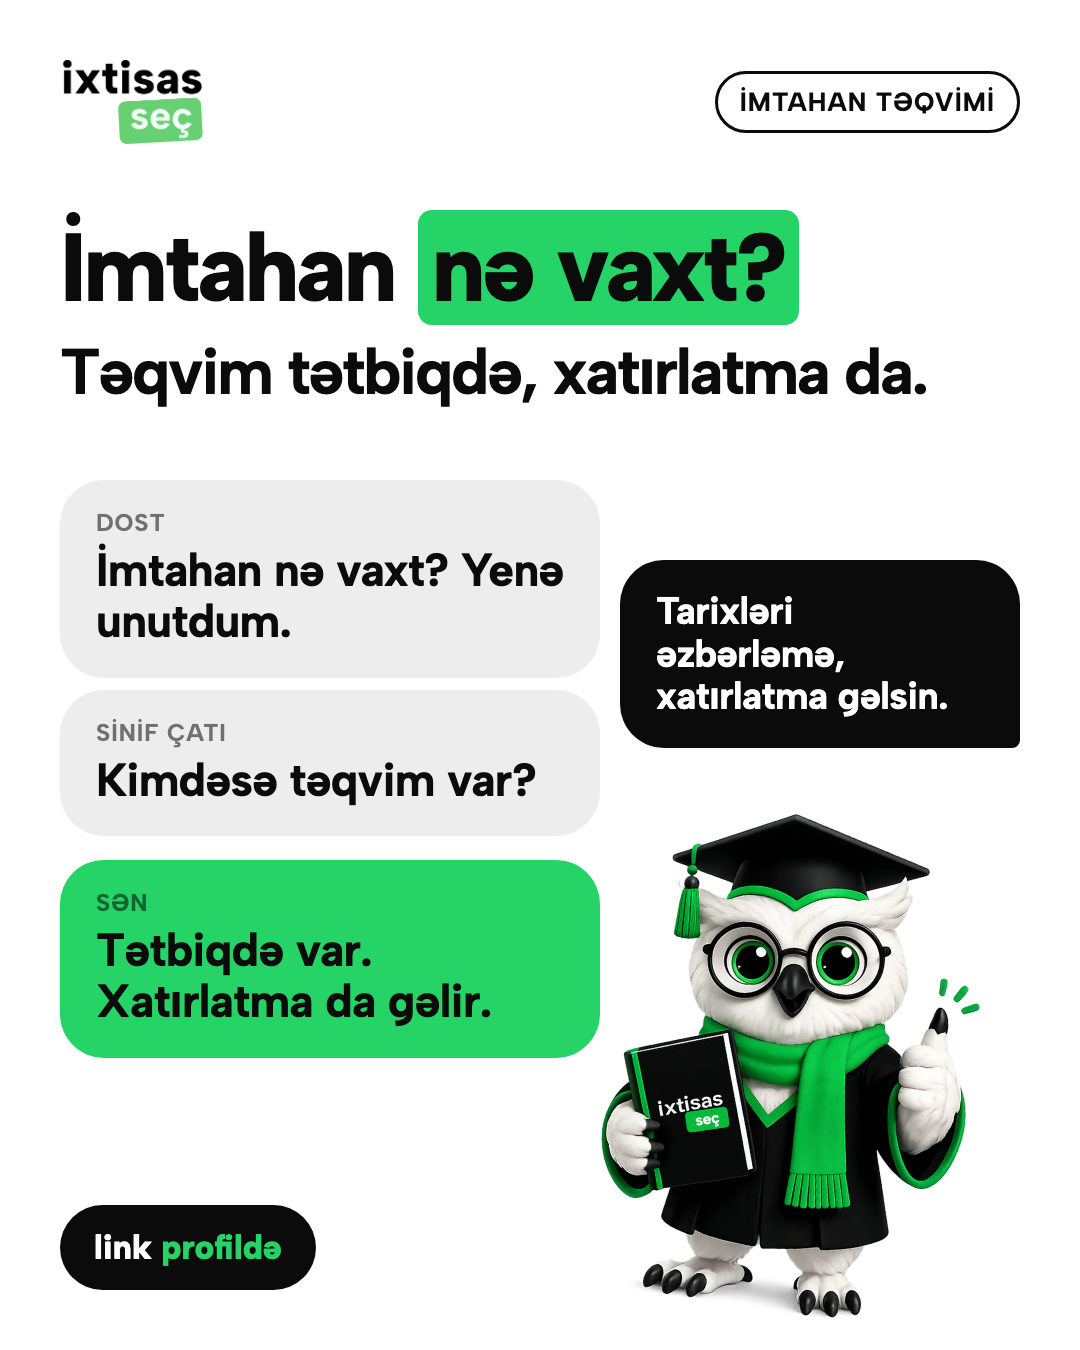 ixtisas
seç
İMTAHAN TƏQVİMİ
İmtahan nə vaxt?
Təqvim tətbiqdə, xatırlatma da.
DOST
İmtahan nə vaxt? Yenə
unutdum.
SİNİF ÇATI
Kimdəsə təqvim var?
SƏN
Tətbiqdə var.
Xatırlatma da gəlir.
Tarixləri
əzbərləmə,
xatırlatma gəlsin.
ixtisas
seç
link profildə